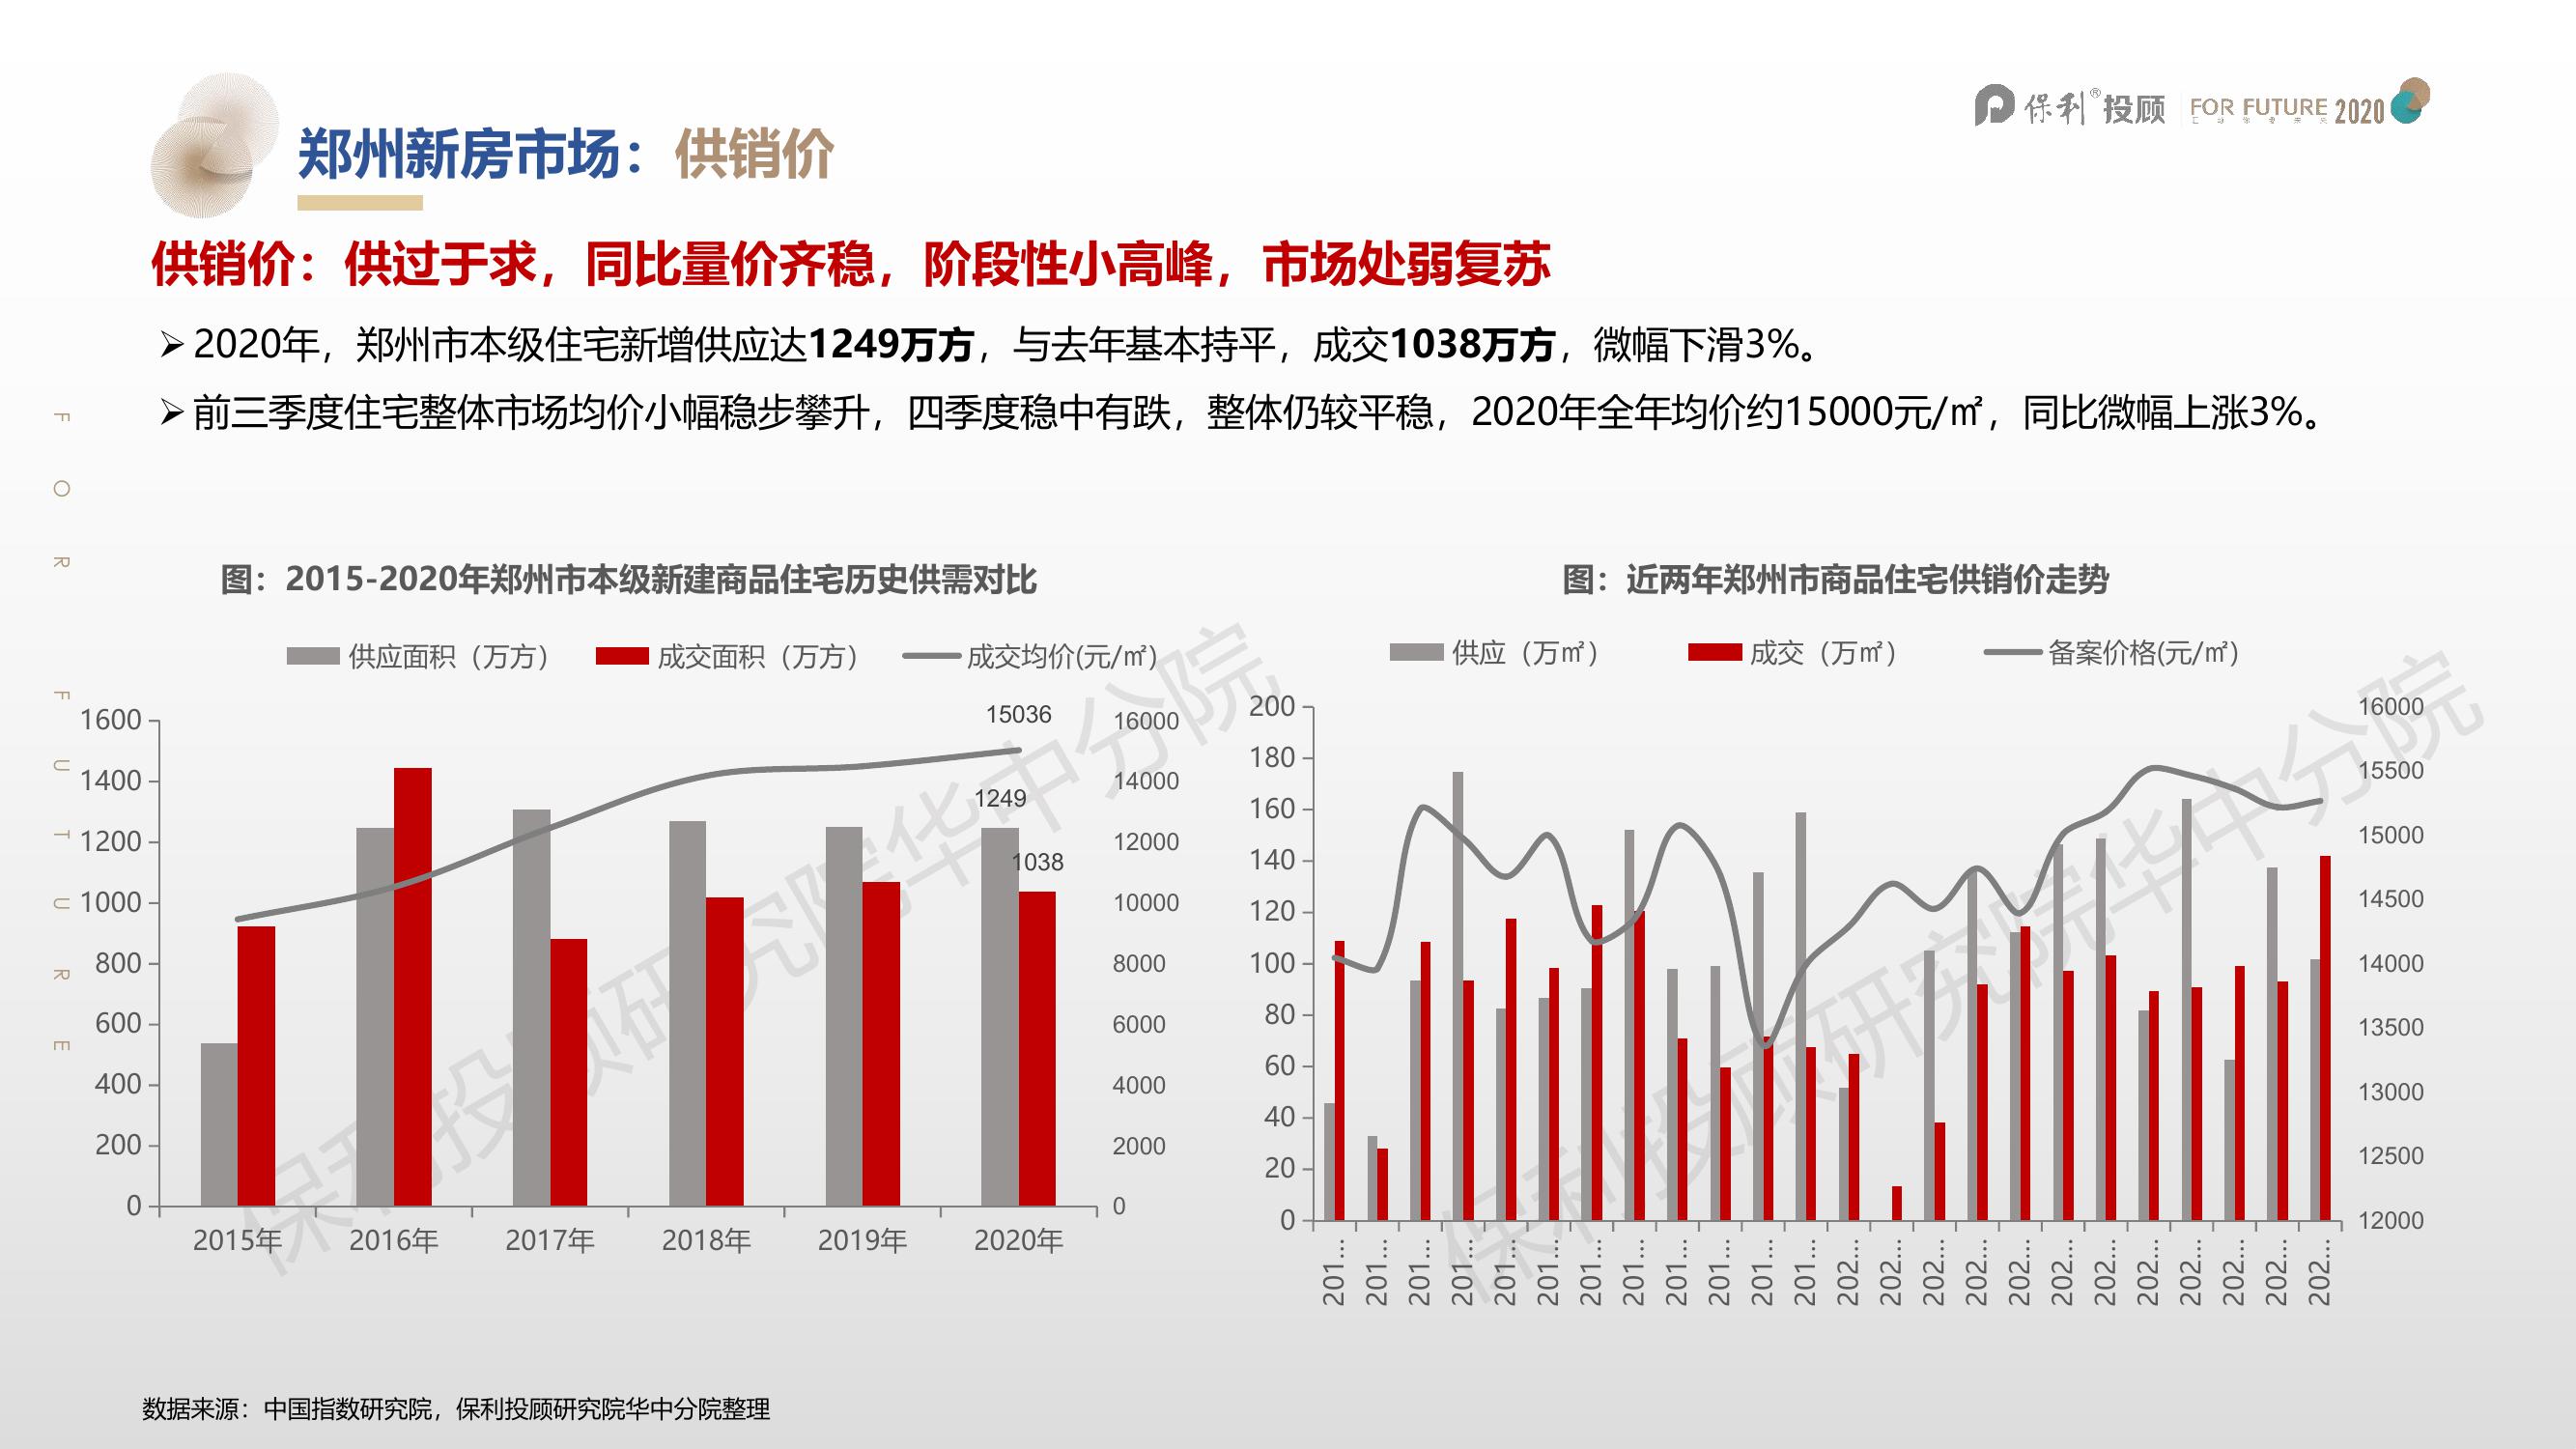 保利®投顾 FOR FUTURE 2020
郑州新房市场：供销价
供销价：供过于求，同比量价齐稳，阶段性小高峰，市场处弱复苏
➢2020年，郑州市本级住宅新增供应达1249万方，与去年基本持平，成交1038万方，微幅下滑3%。
➢前三季度住宅整体市场均价小幅稳步攀升，四季度稳中有跌，整体仍较平稳，2020年全年均价约15000元/㎡，同比微幅上涨3%。
FOR FUTURE
图：2015-2020年郑州市本级新建商品住宅历史供需对比
供应面积（万方） 成交面积（万方） 成交均价(元/㎡)
1600
1400
1200
1000
800
600
400
200
0
15036
1249
1038
16000
14000
12000
10000
8000
6000
4000
2000
0
2015年 2016年 2017年 2018年 2019年 2020年
保利投顾研究院华中分院
图：近两年郑州市商品住宅供销价走势
供应（万㎡） 成交（万㎡） 备案价格(元/㎡)
200
180
160
140
120
100
80
60
40
20
0
16000
15500
15000
14500
14000
13500
13000
12500
12000
201… 201… 201… 201… 201… 201… 201… 201… 201… 201… 201… 201… 202… 202… 202… 202… 202… 202… 202… 202… 202… 202… 202… 202…
保利投顾研究院华中分院
数据来源：中国指数研究院，保利投顾研究院华中分院整理